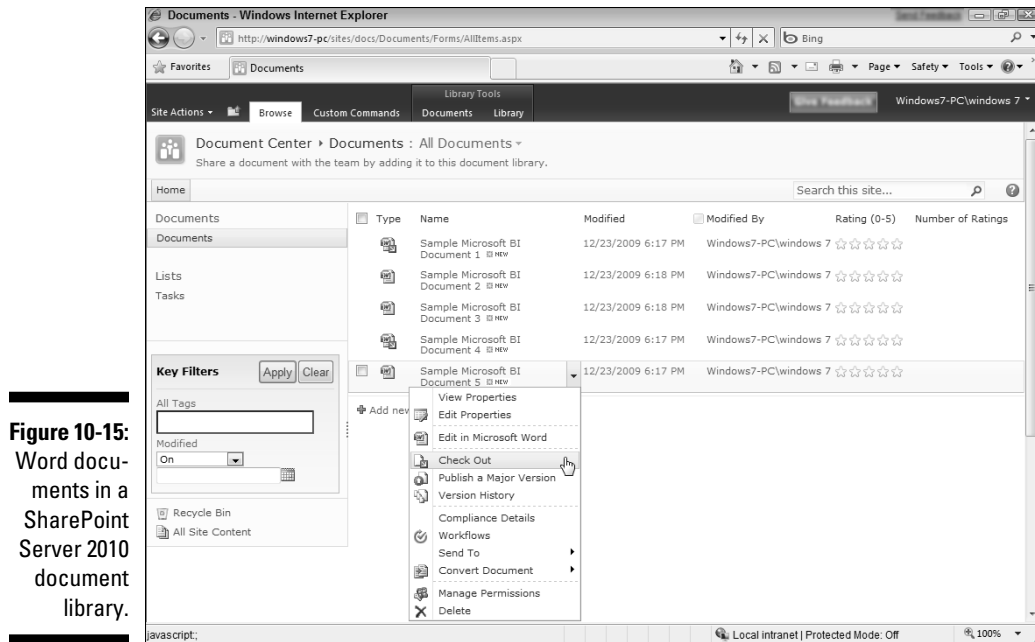 Documents - Windows Internet Explorer
http://windows7-pc/sites/docs/Documents/Forms/AllItems.aspx
Bing
Favorites
Documents
Page
Safety
Tools
Library Tools
Site Actions
Browse
Custom Commands
Documents
Library
Give Feedback
Windows7-PC\windows 7
Document Center
Documents : All Documents
Share a document with the team by adding it to this document library.
Home
Search this site...
Documents
Documents
Lists
Tasks
Type Name Modified Modified By Rating (0-5) Number of Ratings
Sample Microsoft BI 12/23/2009 6:17 PM Windows7-PC\windows 7
Document 1 NEW
Sample Microsoft BI 12/23/2009 6:18 PM Windows7-PC\windows 7
Document 2 NEW
Sample Microsoft BI 12/23/2009 6:18 PM Windows7-PC\windows 7
Document 3 NEW
Sample Microsoft BI 12/23/2009 6:17 PM Windows7-PC\windows 7
Document 4 NEW
Sample Microsoft BI 12/23/2009 6:17 PM Windows7-PC\windows 7
Document 5 NEW
Add new
View Properties
Edit Properties
Edit in Microsoft Word
Check Out
Publish a Major Version
Version History
Compliance Details
Workflows
Send To
Convert Document
Manage Permissions
Delete
Key Filters
Apply
Clear
All Tags
Modified
On
Recycle Bin
All Site Content
javascript:;
Local intranet | Protected Mode: Off
100%
Figure 10-15:
Word docu-
ments in a
SharePoint
Server 2010
document
library.